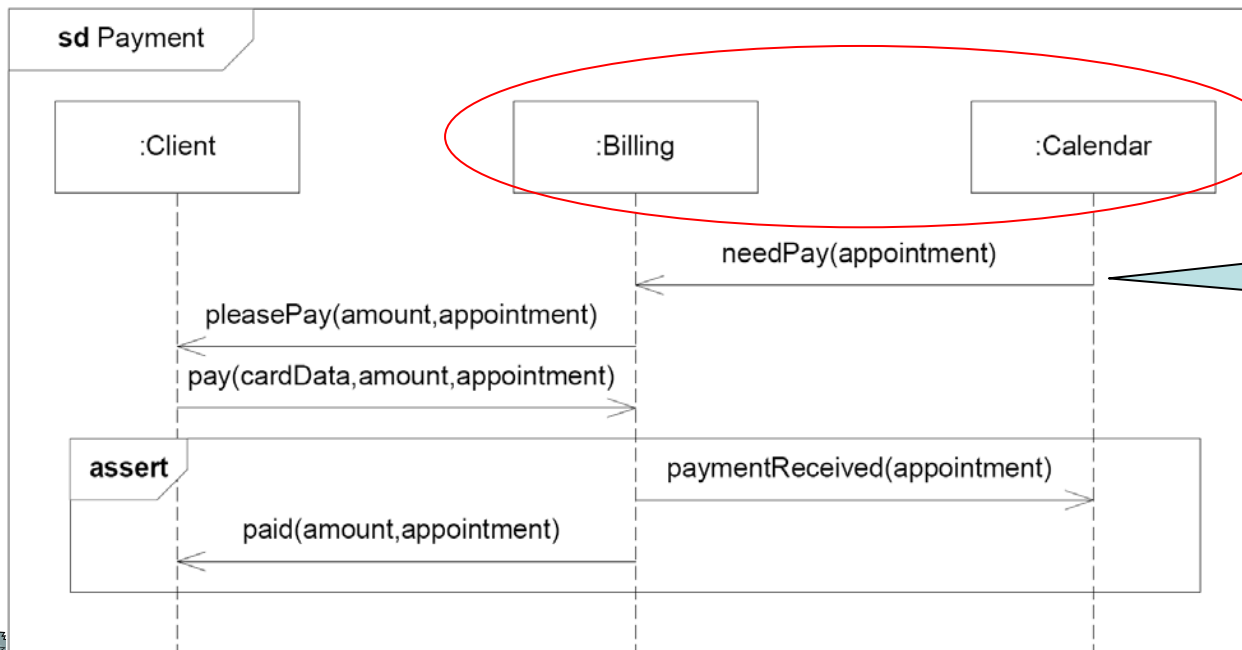 sd Payment
:Client
:Billing
:Calendar
needPay(appointment)
pleasePay(amount,appointment)
pay(cardData,amount,appointment)
assert
paymentReceived(appointment)
paid(amount,appointment)